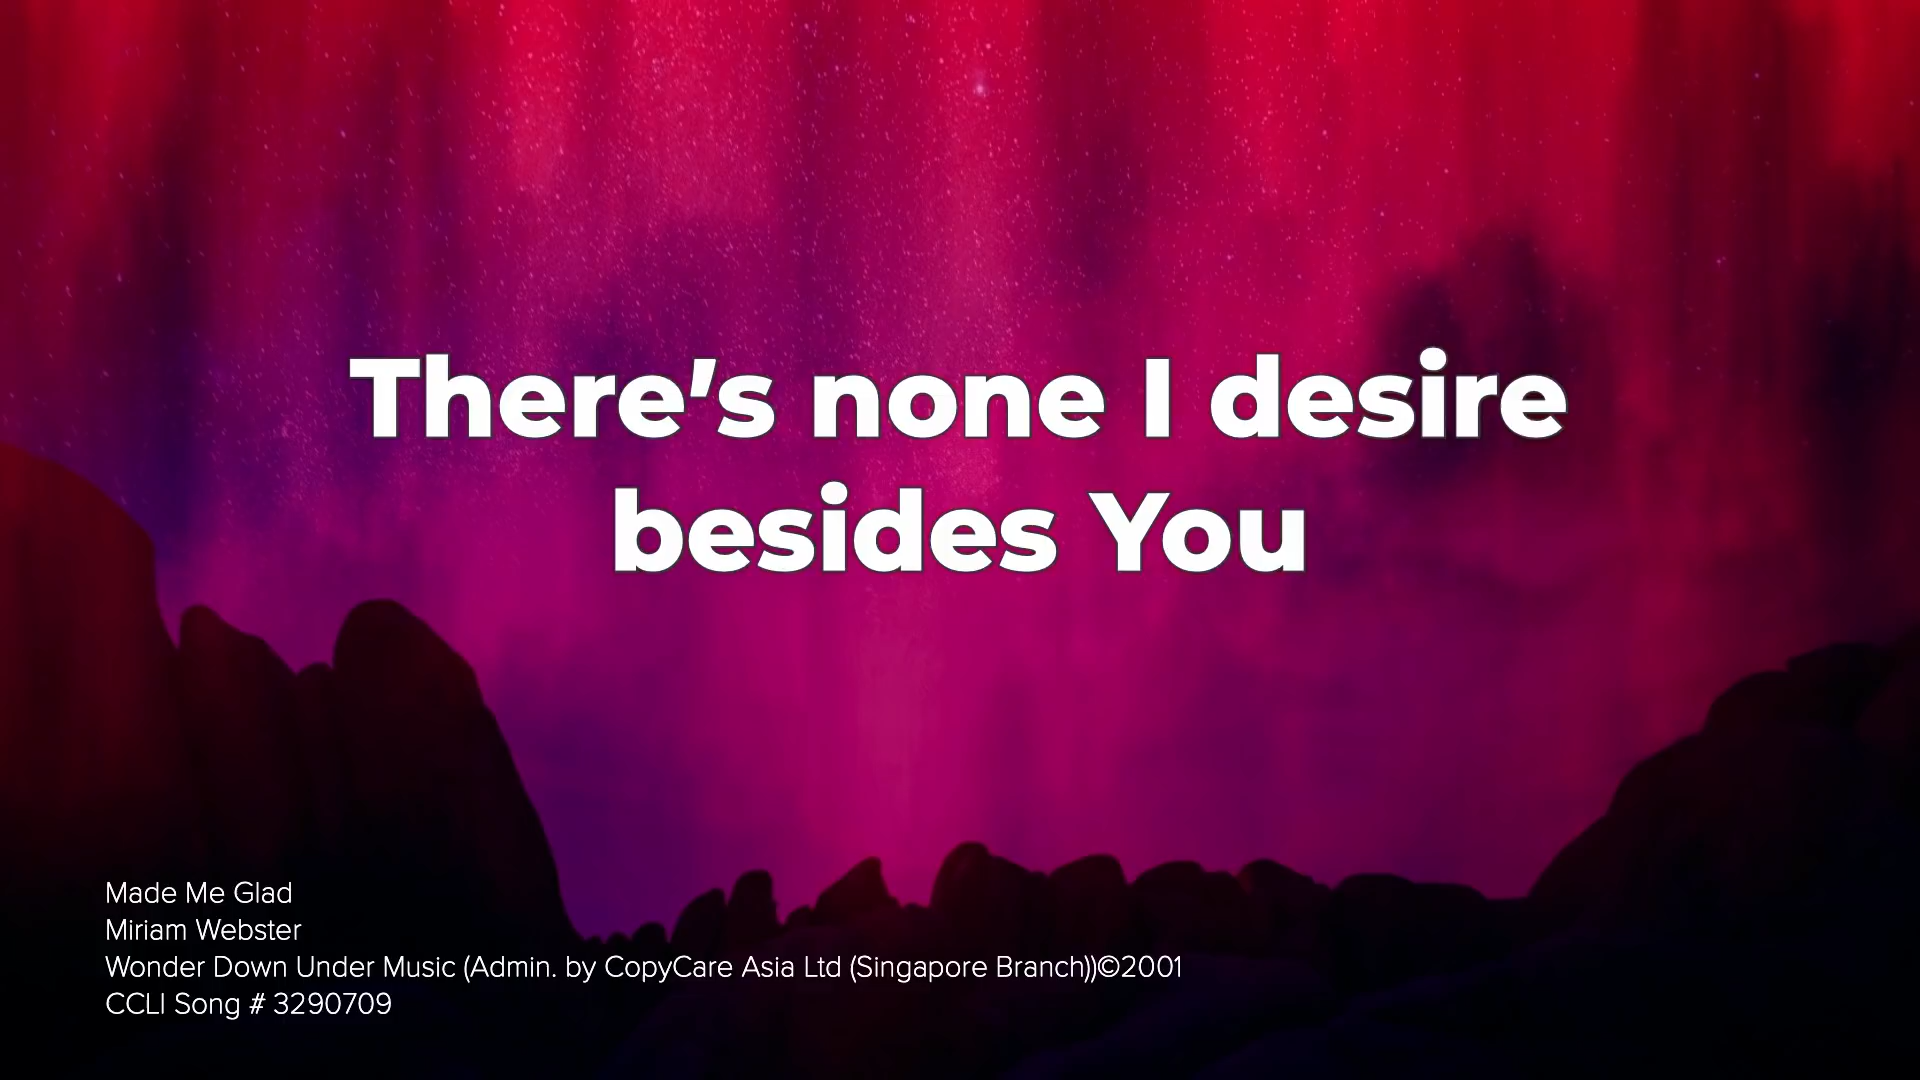 There's none I desire
besides You
Made Me Glad
Miriam Webster
Wonder Down Under Music (Admin. by CopyCare Asia Ltd (Singapore Branch))©2001
CCLI Song # 3290709